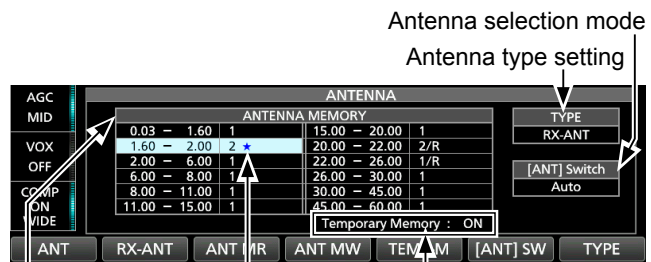 Antenna selection mode
Antenna type setting
ANTENNA
AGC
MID
VOX
OFF
COMP
ON
WIDE
ANTENNA MEMORY
0.03 – 1.60 1
1.60 – 2.00 2 ★
2.00 – 6.00 1
6.00 – 8.00 1
8.00 – 11.00 1
11.00 – 15.00 1
15.00 – 20.00 1
20.00 – 22.00 2/R
22.00 – 26.00 1/R
26.00 – 30.00 1
30.00 – 45.00 1
45.00 – 60.00 1
Temporary Memory : ON
TYPE
RX-ANT
[ANT] Switch
Auto
ANT RX-ANT ANT MR ANT MW [ANT] SW TYPE